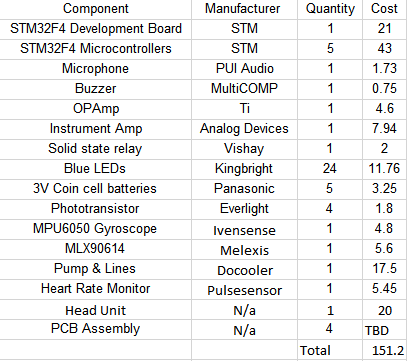 Component Manufacturer Quantity Cost
STM32F4 Development Board STM 1 21
STM32F4 Microcontrollers STM 5 43
Microphone PUI Audio 1 1.73
Buzzer MultiCOMP 1 0.75
OPAmp Ti 1 4.6
Instrument Amp Analog Devices 1 7.94
Solid state relay Vishay 1 2
Blue LEDs Kingbright 24 11.76
3V Coin cell batteries Panasonic 5 3.25
Phototransistor Everlight 4 1.8
MPU6050 Gyroscope Ivensense 1 4.8
MLX90614 Melexis 1 5.6
Pump & Lines Docooler 1 17.5
Heart Rate Monitor Pulsesensor 1 5.45
Head Unit N/a 1 20
PCB Assembly N/a 4 TBD
Total 151.2